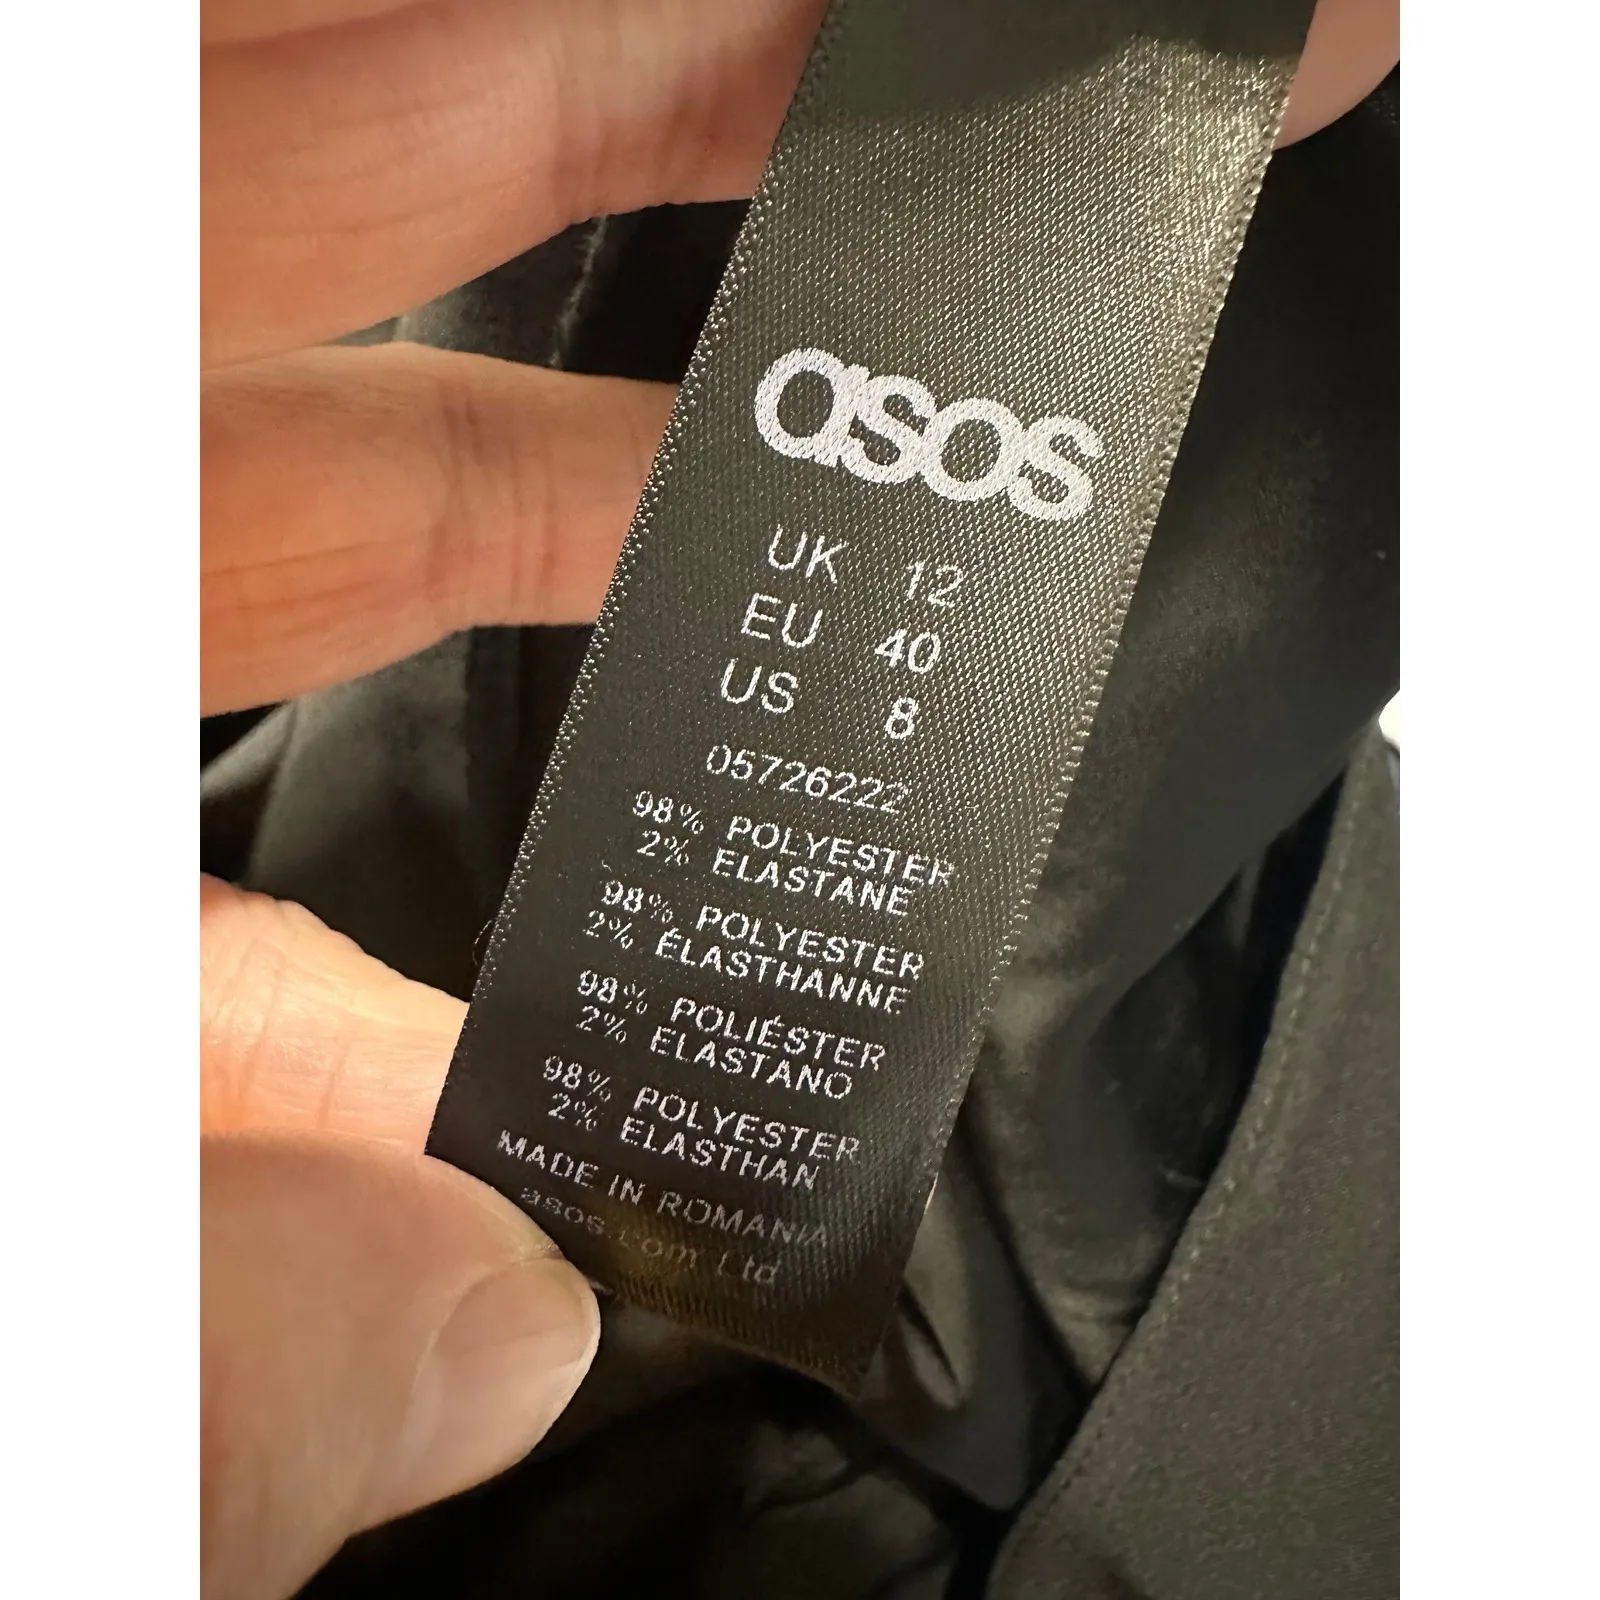 asos
UK 12
EU 40
US 8
05726222
98% POLYESTER
2% ELASTANE
98% POLYESTER
2% ÉLASTHANNE
98% POLIÉSTER
2% ELASTANO
98% POLYESTER
2% ELASTHAN
MADE IN ROMANIA
asos.com Ltd